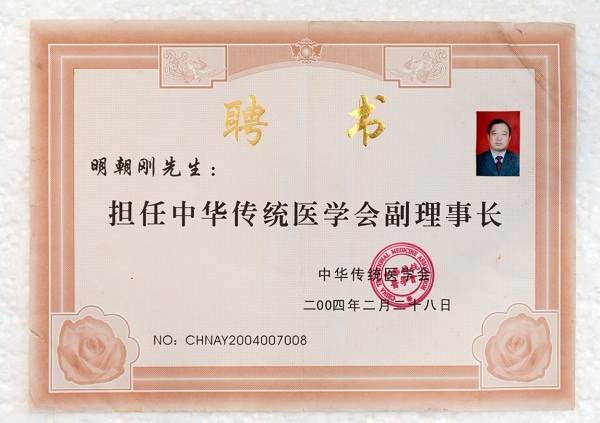 聘书
明朝刚先生：
担任中华传统医学会副理事长
中华传统医学会
二00四年二月二十八日
NO：CHNAY2004007008